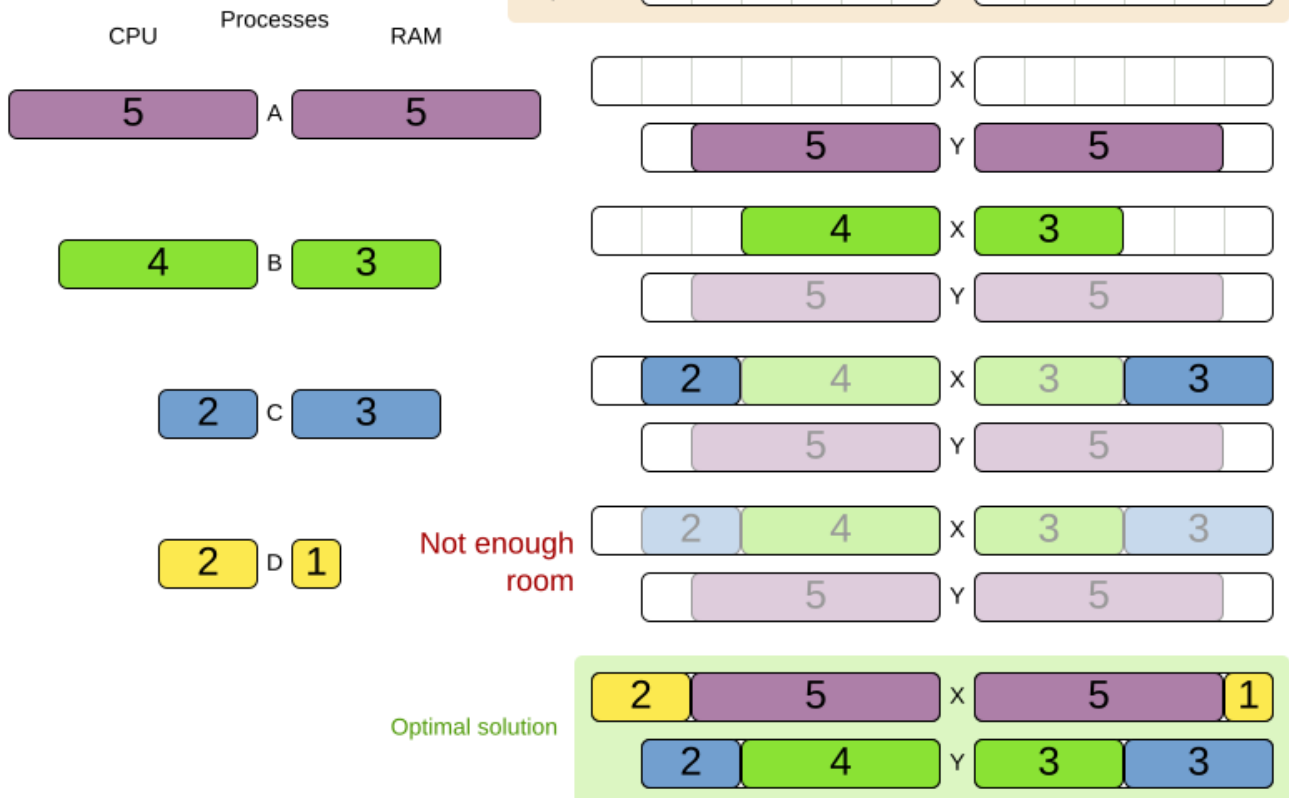 Processes
CPU RAM
5 A 5
X
5 Y 5
4 B 3
4 X 3
5 Y 5
2 C 3
2 4 X 3 3
5 Y 5
2 D 1
Not enough
room
2 4 X 3 3
5 Y 5
Optimal solution
2 5 X 5 1
2 4 Y 3 3